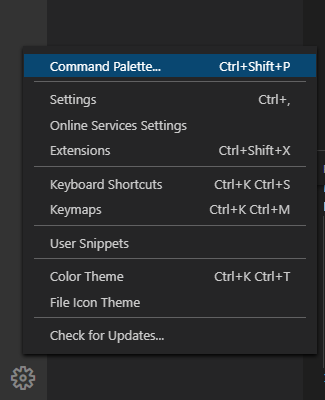 Command Palette... Ctrl+Shift+P
Settings Ctrl+,
Online Services Settings
Extensions Ctrl+Shift+X
Keyboard Shortcuts Ctrl+K Ctrl+S
Keymaps Ctrl+K Ctrl+M
User Snippets
Color Theme Ctrl+K Ctrl+T
File Icon Theme
Check for Updates...